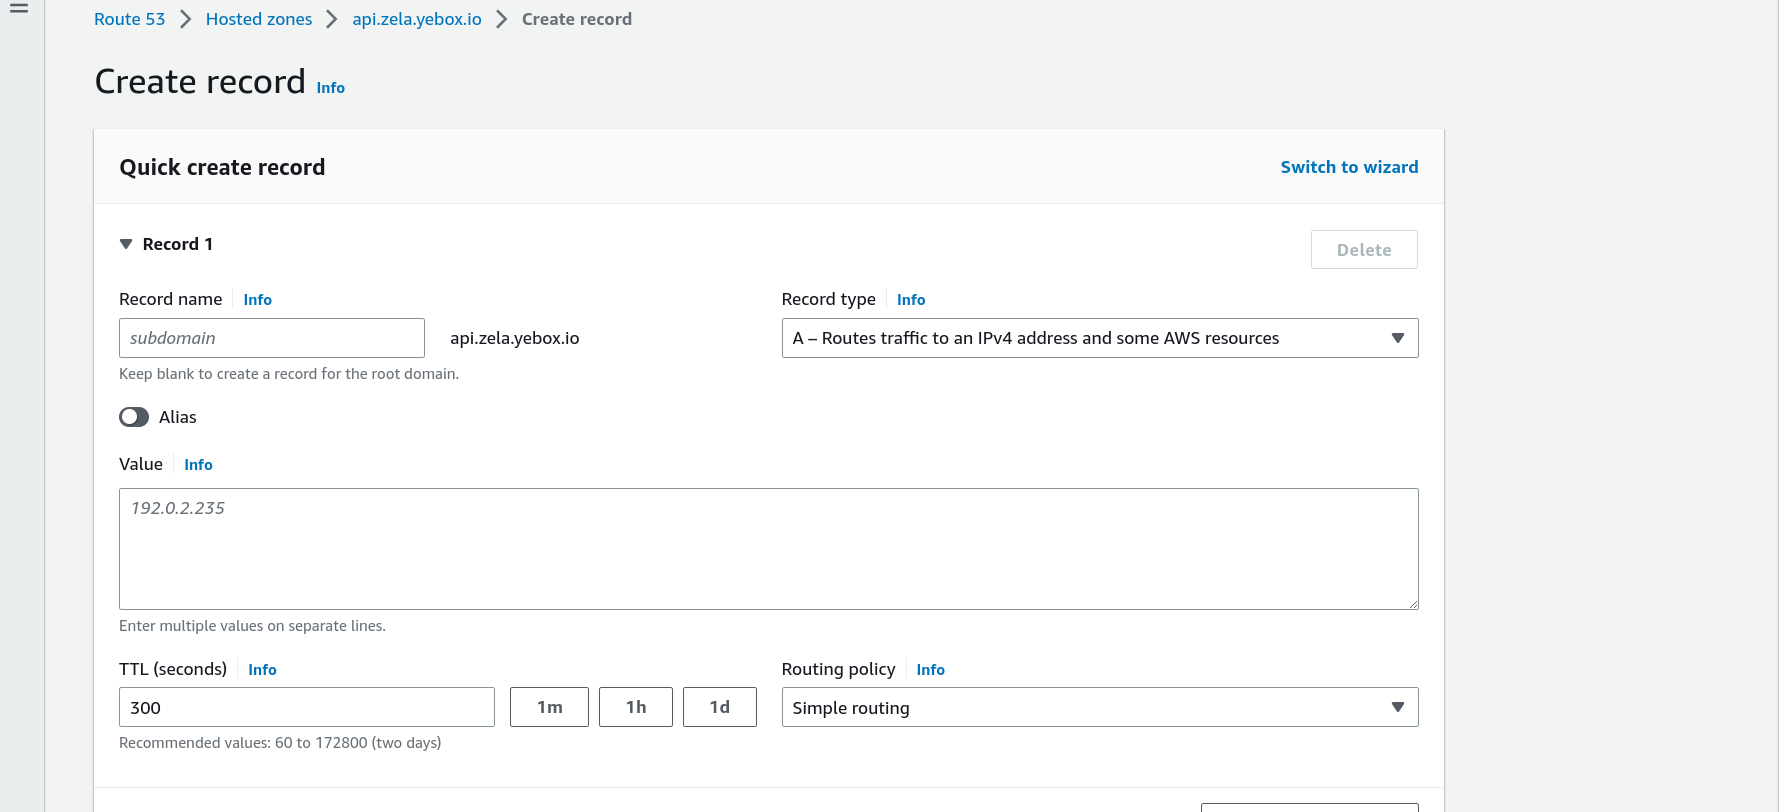 Route 53 > Hosted zones > api.zela.yebox.io > Create record
Create record Info
Quick create record Switch to wizard
Record 1 Delete
Record name Info Record type Info
subdomain api.zela.yebox.io A – Routes traffic to an IPv4 address and some AWS resources
Keep blank to create a record for the root domain.
Alias
Value Info
192.0.2.235
Enter multiple values on separate lines.
TTL (seconds) Info Routing policy Info
300 1m 1h 1d Simple routing
Recommended values: 60 to 172800 (two days)